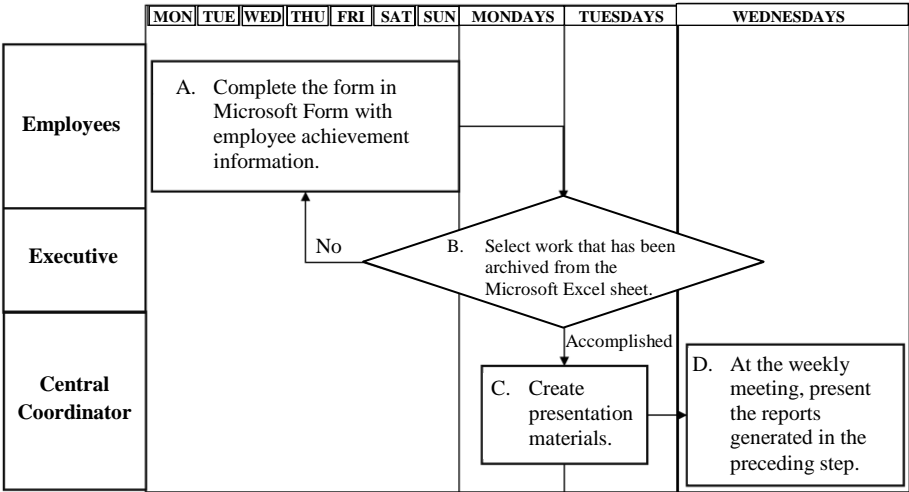 MON TUE WED THU FRI SAT SUN MONDAYS TUESDAYS WEDNESDAYS
Employees
A. Complete the form in
Microsoft Form with
employee achievement
information.
Executive
No
B. Select work that has been
archived from the
Microsoft Excel sheet.
Accomplished
Central
Coordinator
C. Create
presentation
materials.
D. At the weekly
meeting, present
the reports
generated in the
preceding step.